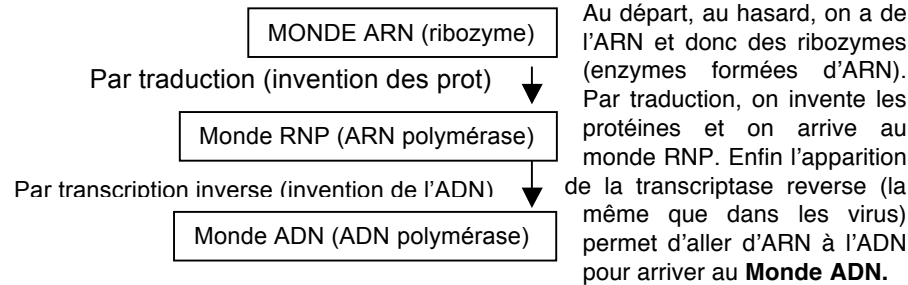 MONDE ARN (ribozyme)
Par traduction (invention des prot)
Monde RNP (ARN polymérase)
Par transcription inverse (invention de l'ADN)
Monde ADN (ADN polymérase)
Au départ, au hasard, on a de
l'ARN et donc des ribozymes
(enzymes formées d'ARN).
Par traduction, on invente les
protéines et on arrive au
monde RNP. Enfin l'apparition
de la transcriptase reverse (la
même que dans les virus)
permet d'aller d'ARN à l'ADN
pour arriver au Monde ADN.